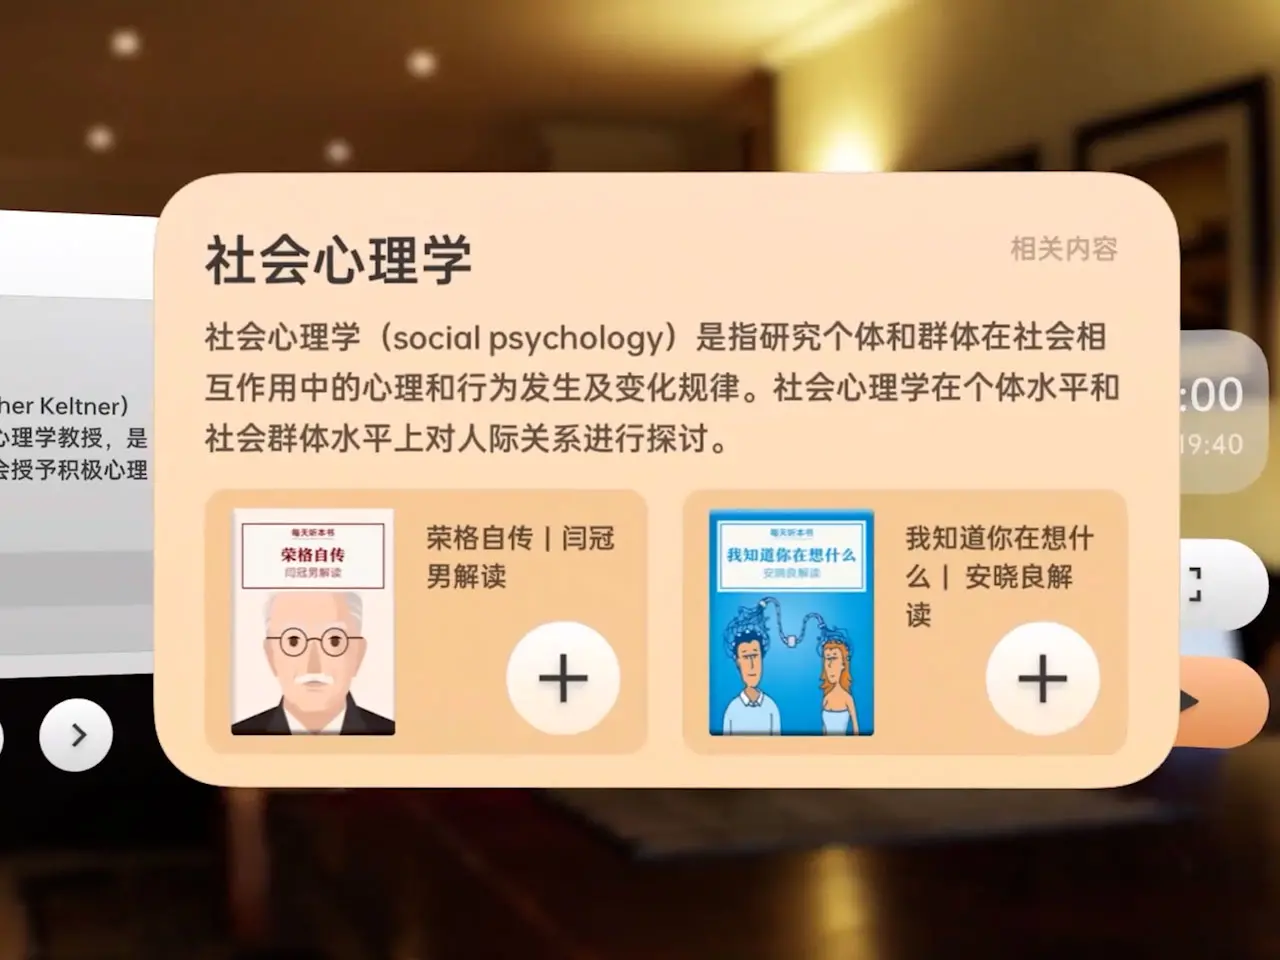 社会心理学
相关内容
社会心理学（social psychology）是指研究个体和群体在社会相
互作用中的心理和行为发生及变化规律。社会心理学在个体水平和
社会群体水平上对人际关系进行探讨。
her Keltner）
心理学教授，是
会授予积极心理
:00
19:40
每天听本书
荣格自传
闫冠男解读
荣格自传 | 闫冠
男解读
每天听本书
我知道你在想什么
安晓良解读
我知道你在想什
么 | 安晓良解
读